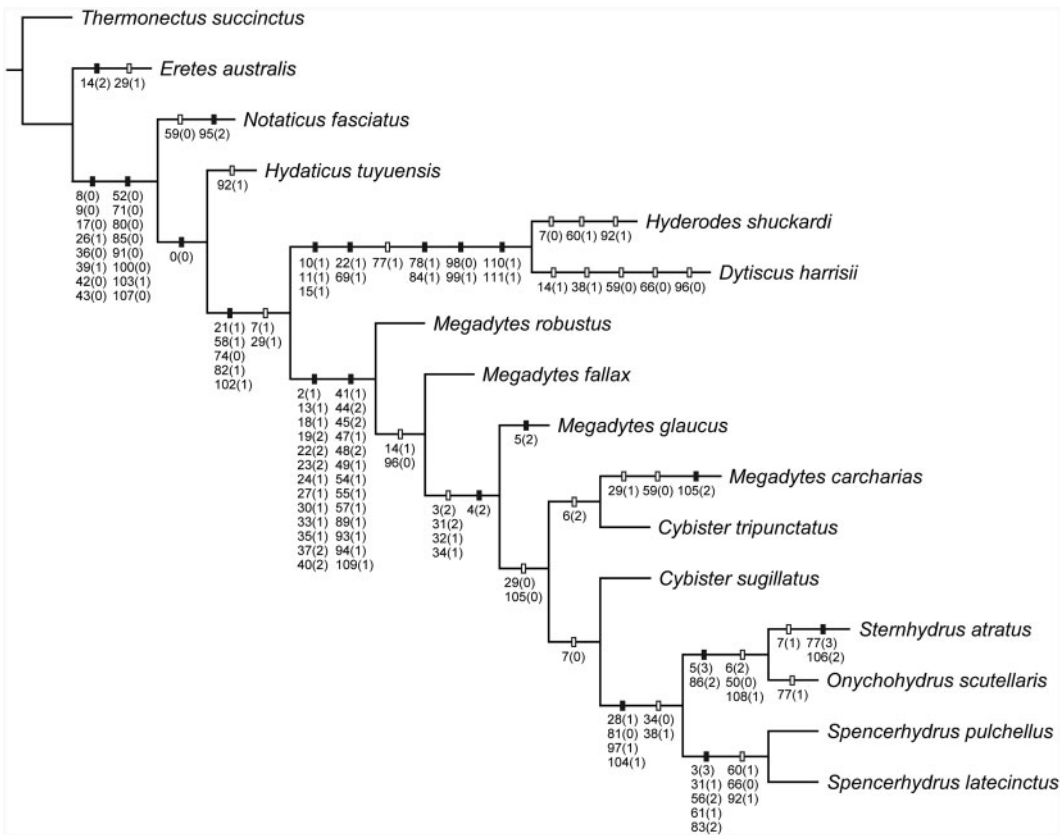 Thermonectus succinctus
Eretes australis
14(2) 29(1)
Notaticus fasciatus
59(0) 95(2)
Hydaticus tuyuensis
92(1)
8(0) 52(0)
9(0) 71(0)
17(0) 80(0)
26(1) 85(0)
36(0) 91(0)
39(1) 100(0)
42(0) 103(1)
43(0) 107(0)
0(0)
Hyderodes shuckardi
7(0) 60(1) 92(1)
10(1) 22(1) 77(1) 78(1) 98(0) 110(1)
11(1) 69(1) 84(1) 99(1) 111(1)
15(1)
Dytiscus harrisii
14(1) 38(1) 59(0) 66(0) 96(0)
21(1) 7(1)
58(1) 29(1)
74(0)
82(1)
102(1)
Megadytes robustus
Megadytes fallax
2(1) 41(1)
13(1) 44(2)
18(1) 45(2)
19(2) 47(1)
22(2) 48(2)
23(2) 49(1)
24(1) 54(1)
27(1) 55(1)
30(1) 57(1)
33(1) 89(1)
35(1) 93(1)
37(2) 94(1)
40(2) 109(1)
14(1)
96(0)
Megadytes glaucus
5(2)
3(2) 4(2)
31(2)
32(1)
34(1)
Megadytes carcharias
29(1) 59(0) 105(2)
6(2)
Cybister tripunctatus
29(0)
105(0)
Cybister sugillatus
7(0)
Sternhydrus atratus
7(1) 77(3)
106(2)
5(3) 6(2)
86(2) 50(0)
108(1)
Onychohydrus scutellaris
77(1)
28(1) 34(0)
81(0) 38(1)
97(1)
104(1)
Spencerhydrus pulchellus
Spencerhydrus latecinctus
3(3) 60(1)
31(1) 66(0)
56(2) 92(1)
61(1)
83(2)